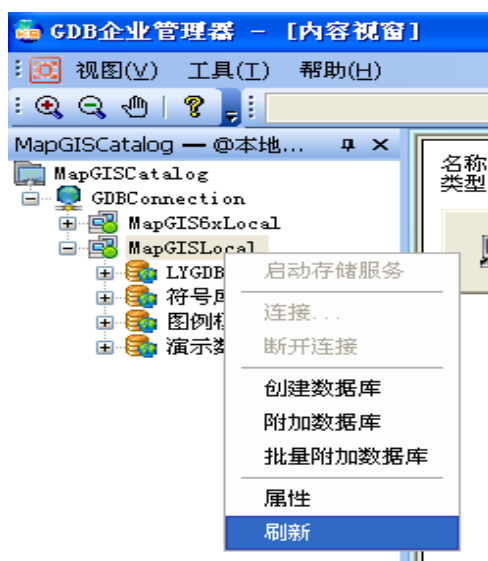 GDB企业管理器 - [内容视窗]
视图(V) 工具(T) 帮助(H)
MapGISCatalog — @本地...
MapGISCatalog
GDBConnection
MapGIS6xLocal
MapGISLocal
LYGDB
符号
图例
演示
名称
类型
启动存储服务
连接...
断开连接
创建数据库
附加数据库
批量附加数据库
属性
刷新